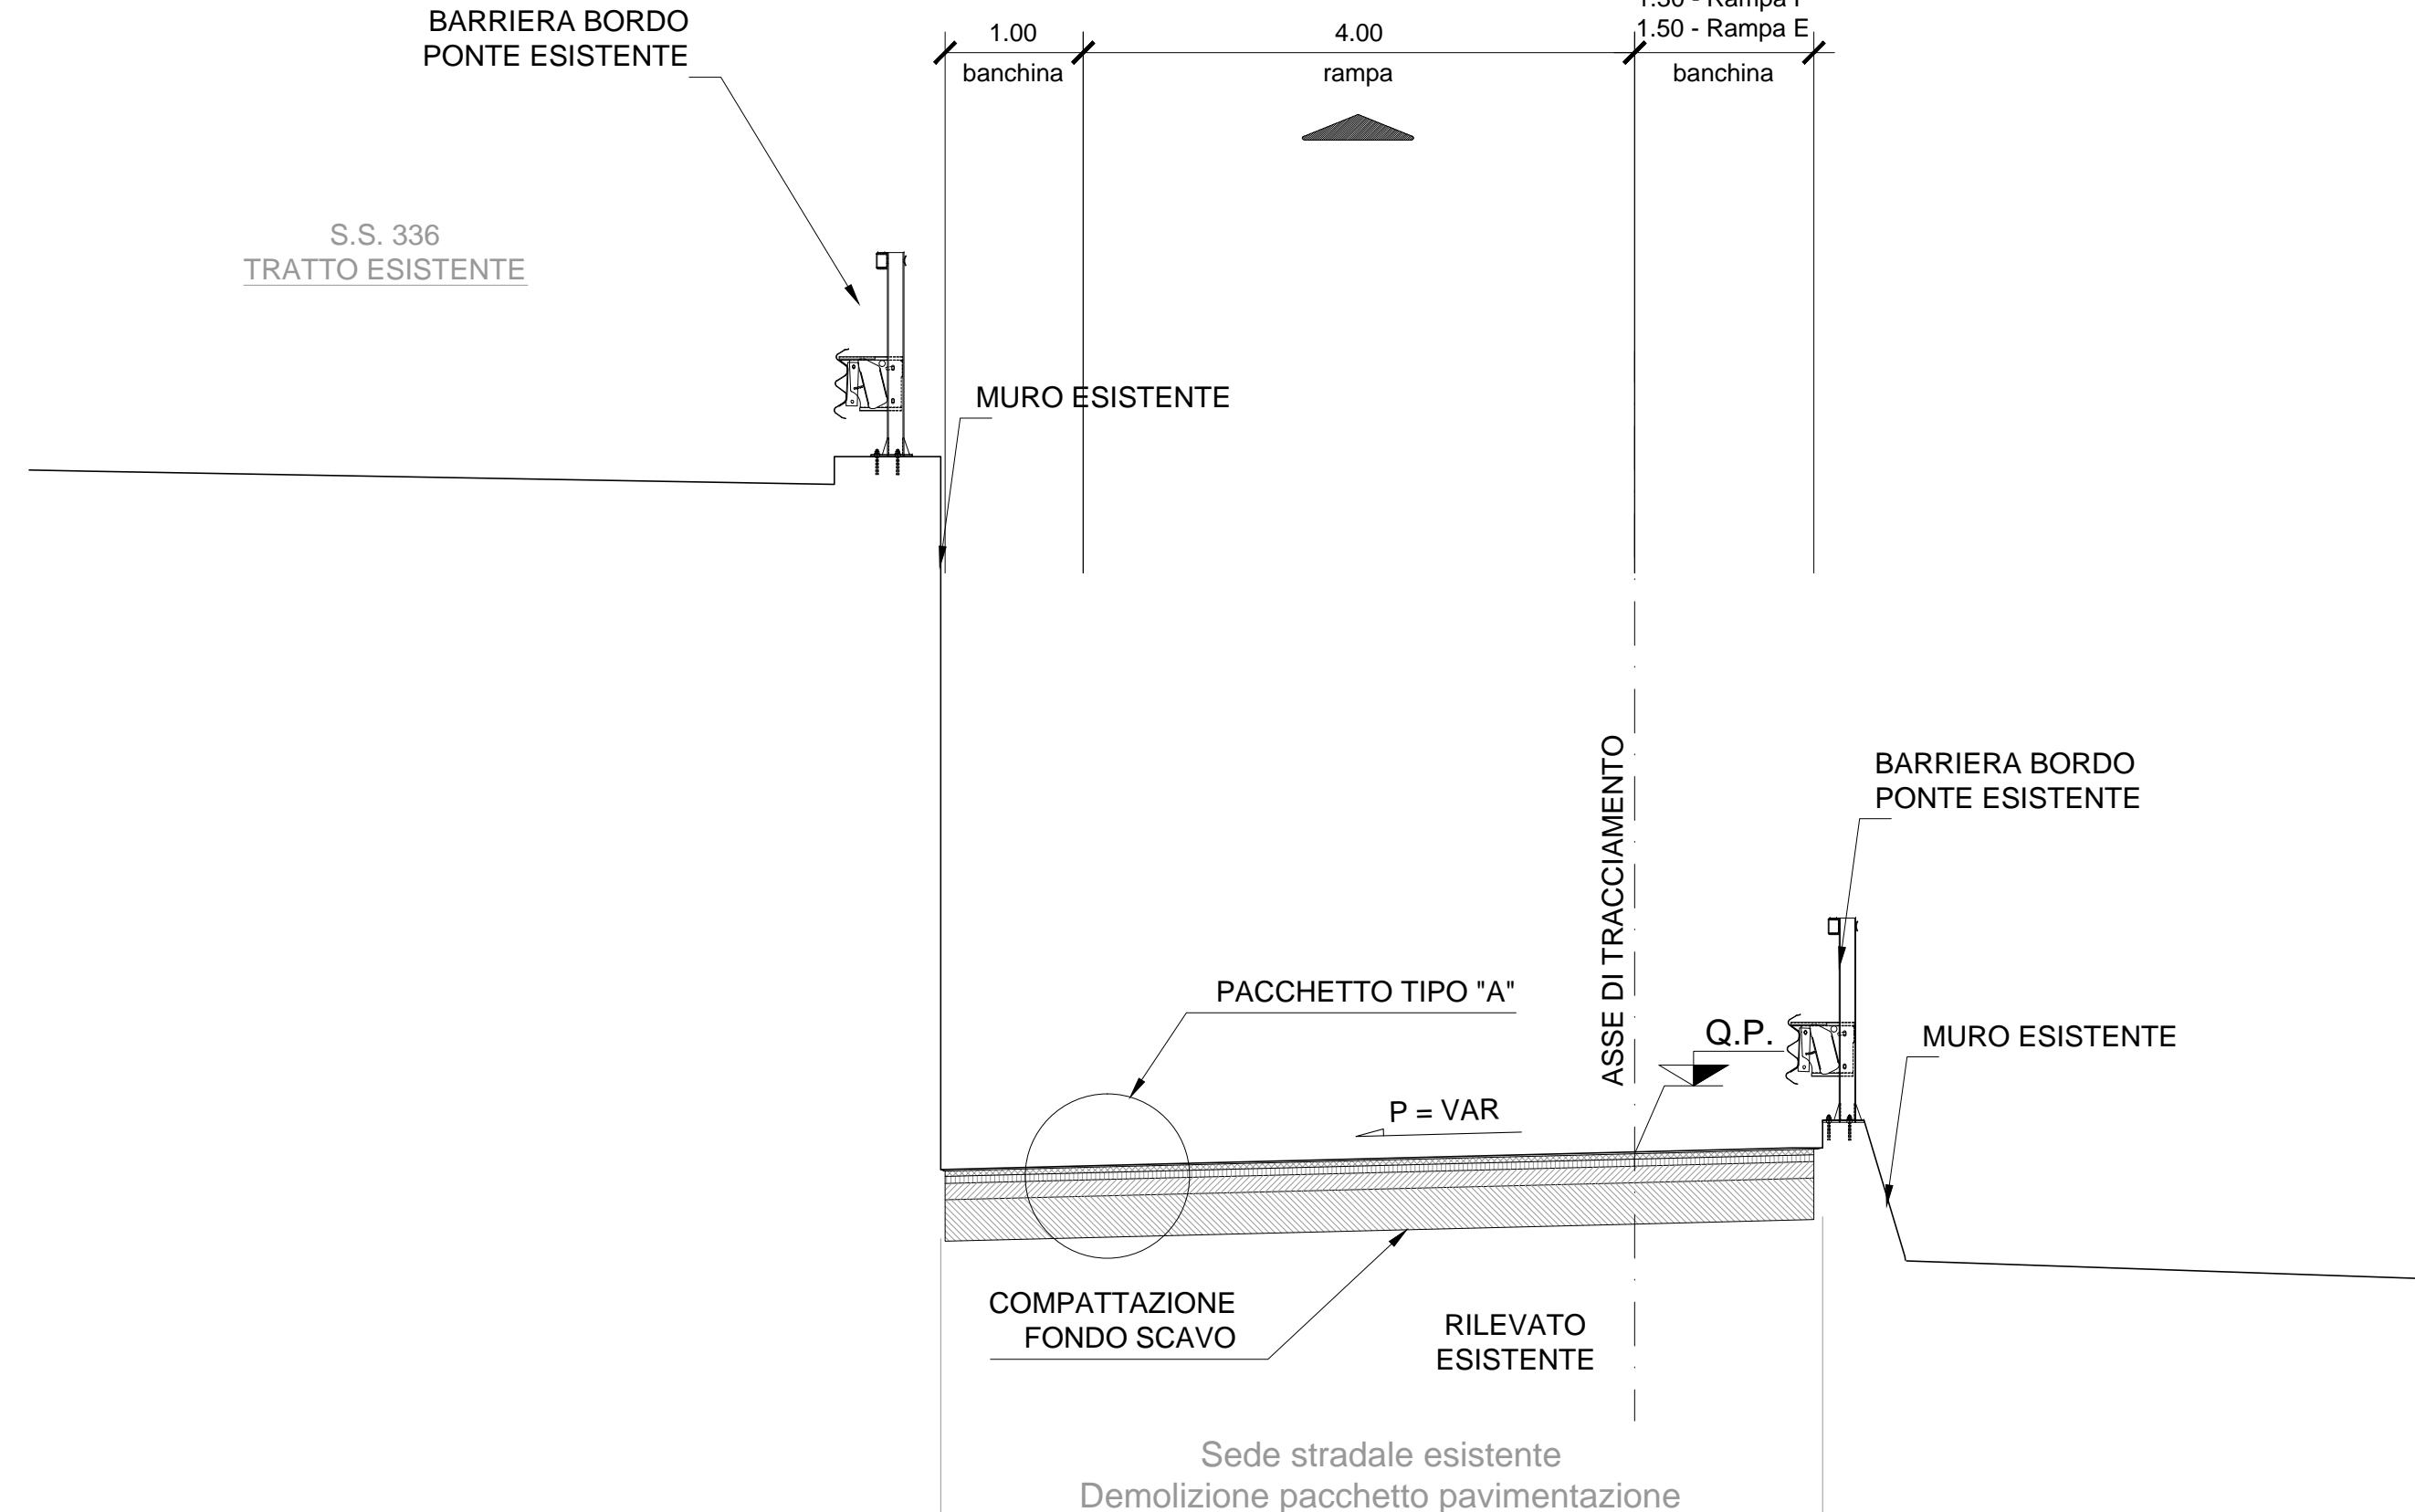 BARRIERA BORDO
PONTE ESISTENTE
1.00
4.00
1.50 - Rampa E
banchina
rampa
banchina
S.S. 336
TRATTO ESISTENTE
MURO ESISTENTE
ASSE DI TRACCIAMENTO
BARRIERA BORDO
PONTE ESISTENTE
PACCHETTO TIPO "A"
Q.P.
MURO ESISTENTE
P = VAR
COMPATTAZIONE
FONDO SCAVO
RILEVATO
ESISTENTE
Sede stradale esistente
Demolizione pacchetto pavimentazione